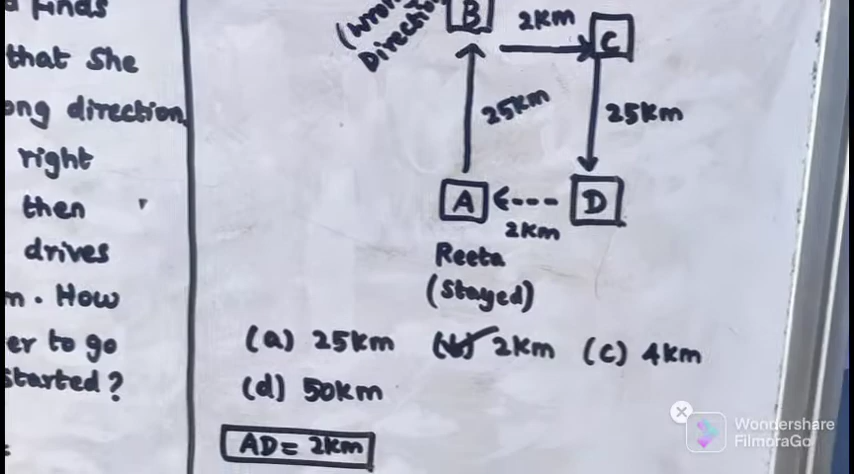 finds
that She
ong direction.
right
then
drives
m. How
er to go
started?
(Wron
Direction
B
2km
C
25km
25km
A
D
2km
Reeta
(Stayed)
(a) 25km (b) 2km (c) 4km
(d) 50km
AD = 2km
Wondershare
FilmoraGo